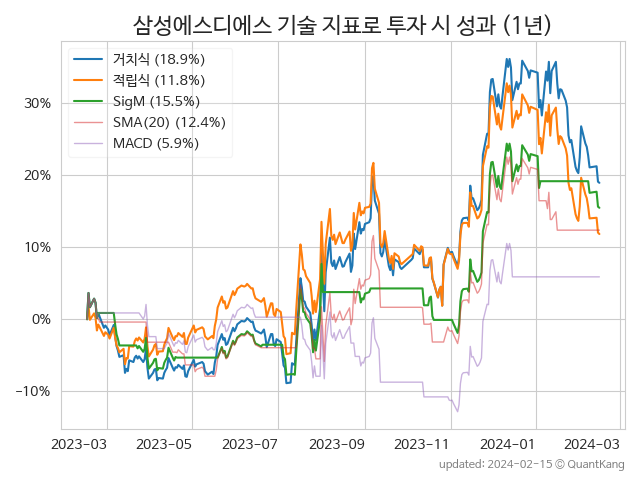 삼성에스디에스 기술 지표로 투자 시 성과 (1년)
거치식 (18.9%)
적립식 (11.8%)
SigM (15.5%)
SMA(20) (12.4%)
MACD (5.9%)
30%
20%
10%
0%
−10%
2023-03 2023-05 2023-07 2023-09 2023-11 2024-01 2024-03
updated: 2024-02-15 © QuantKang